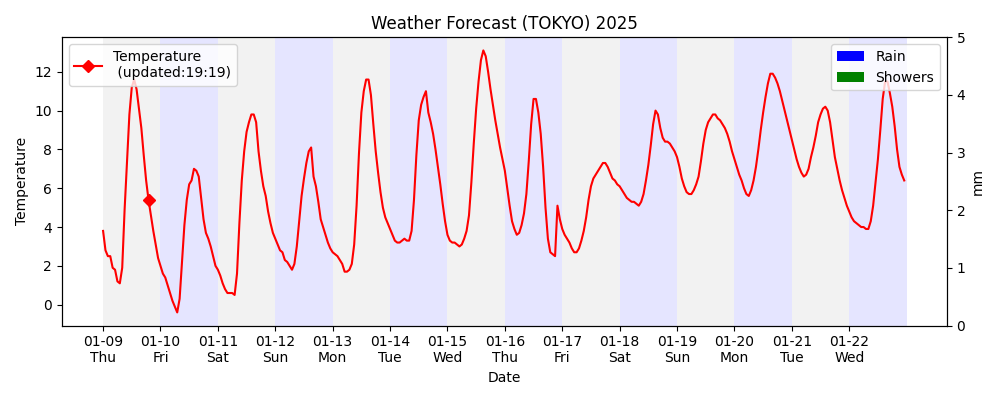 Weather Forecast (TOKYO) 2025
Temperature
(updated:19:19)
Rain
Showers
Temperature
12
10
8
6
4
2
0
5
4
3
2
1
0
mm
01-09 01-10 01-11 01-12 01-13 01-14 01-15 01-16 01-17 01-18 01-19 01-20 01-21 01-22
Thu Fri Sat Sun Mon Tue Wed Thu Fri Sat Sun Mon Tue Wed
Date